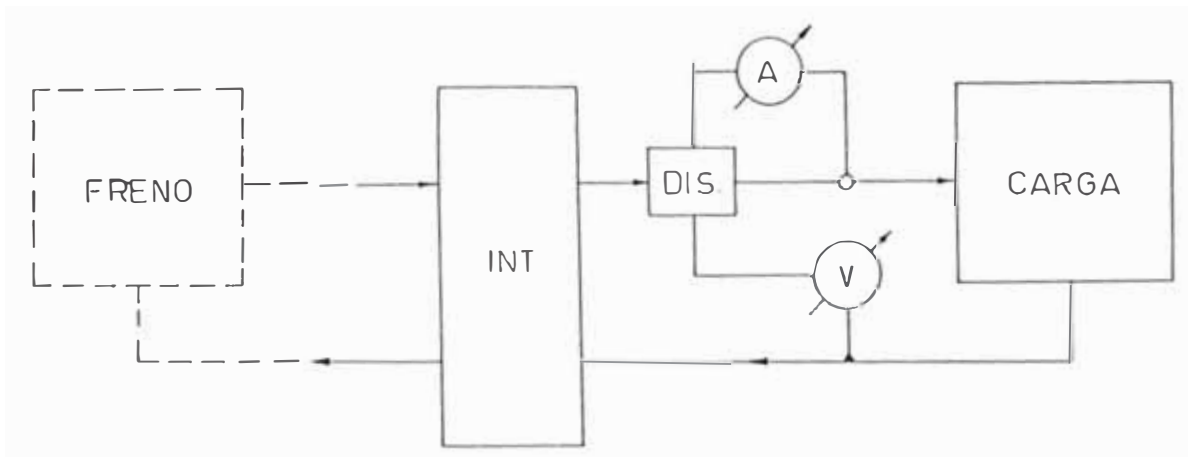 A
FRENO
DIS.
CARGA
INT
V